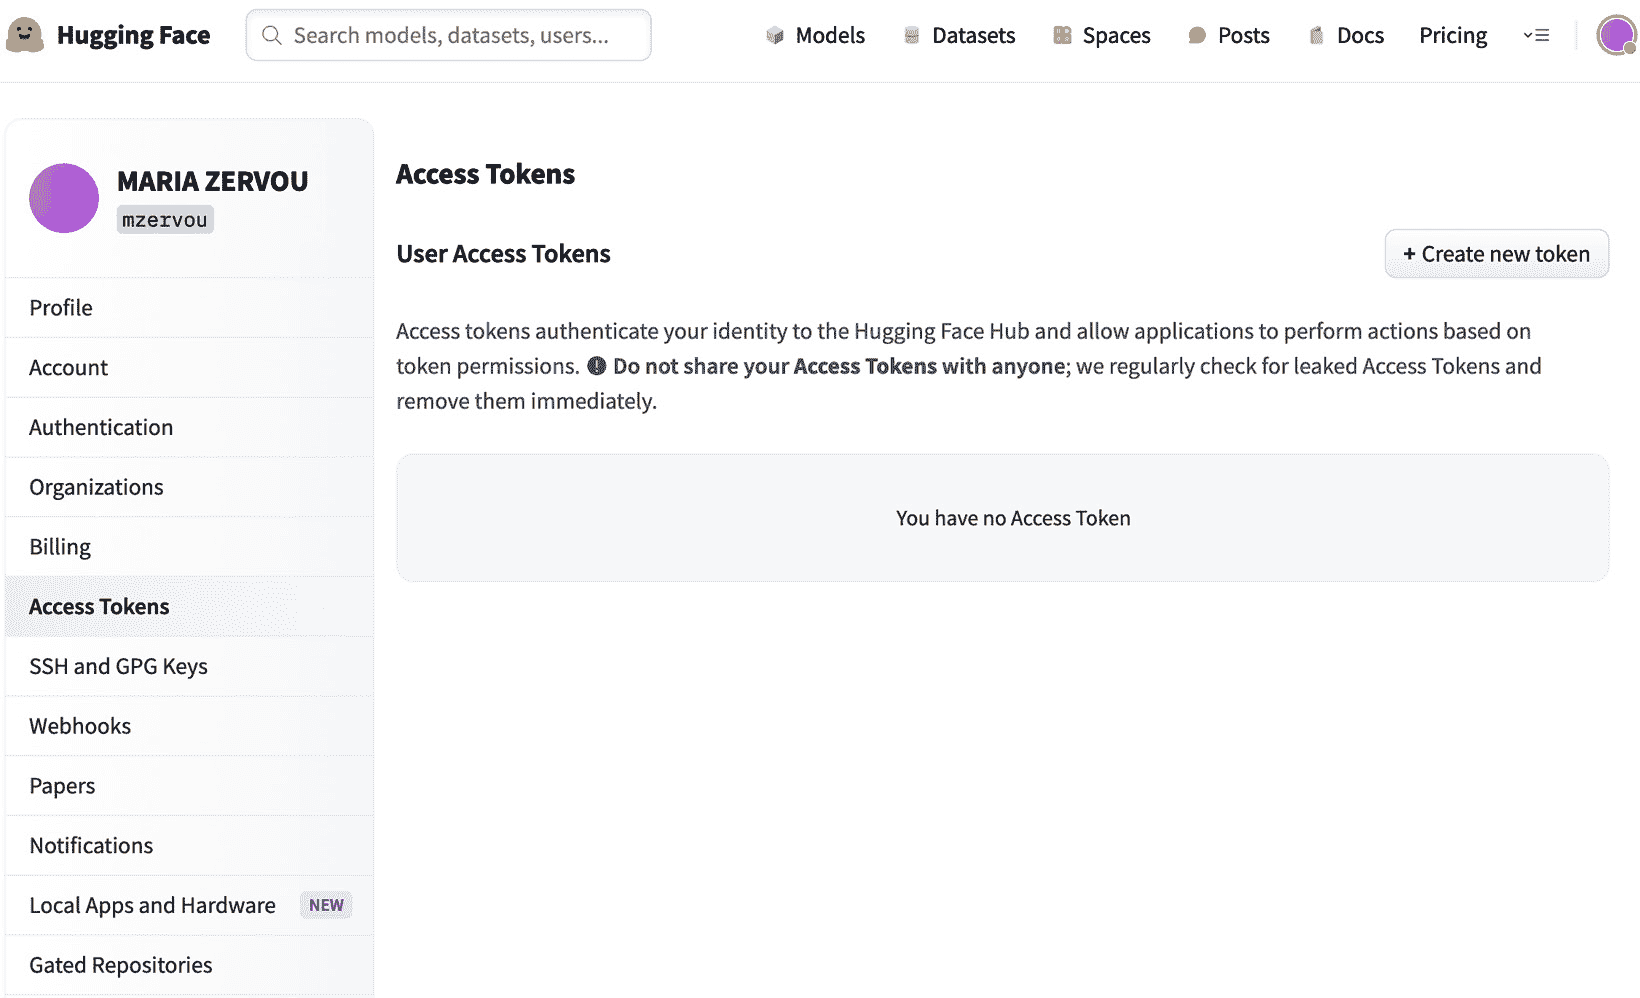 Hugging Face
Search models, datasets, users...
Models
Datasets
Spaces
Posts
Docs
Pricing
MARIA ZERVOU
mzervou
Profile
Account
Authentication
Organizations
Billing
Access Tokens
SSH and GPG Keys
Webhooks
Papers
Notifications
Local Apps and Hardware NEW
Gated Repositories
Access Tokens
User Access Tokens
+ Create new token
Access tokens authenticate your identity to the Hugging Face Hub and allow applications to perform actions based on
token permissions. Do not share your Access Tokens with anyone; we regularly check for leaked Access Tokens and
remove them immediately.
You have no Access Token